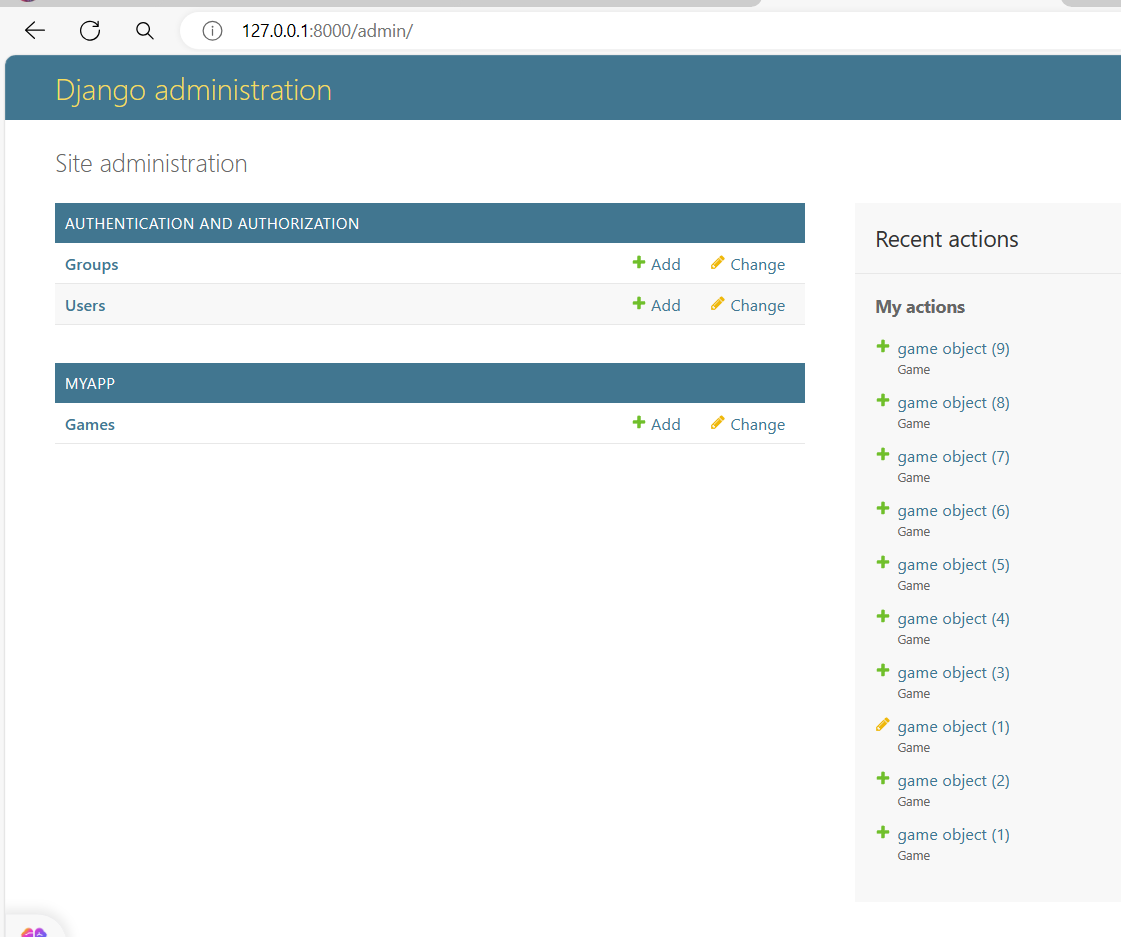 127.0.0.1:8000/admin/
Django administration
Site administration
AUTHENTICATION AND AUTHORIZATION
Groups Add Change
Users Add Change
MYAPP
Games Add Change
Recent actions
My actions
game object (9)
Game
game object (8)
Game
game object (7)
Game
game object (6)
Game
game object (5)
Game
game object (4)
Game
game object (3)
Game
game object (1)
Game
game object (2)
Game
game object (1)
Game